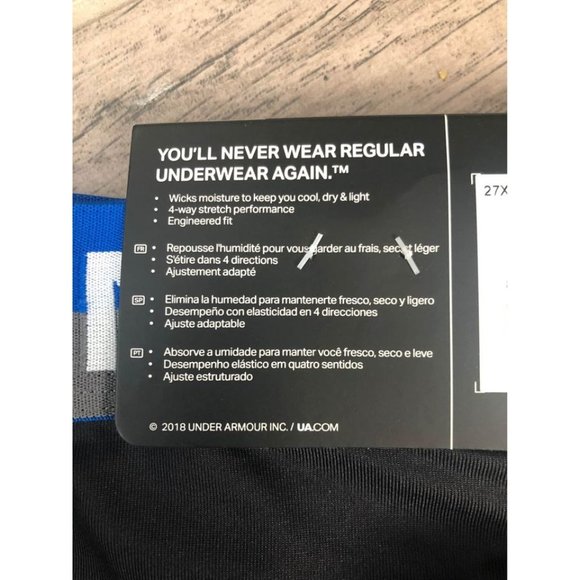 YOU'LL NEVER WEAR REGULAR
UNDERWEAR AGAIN.™
• Wicks moisture to keep you cool, dry & light
• 4-way stretch performance
• Engineered fit
FR • Repousse l'humidité pour vous garder au frais, sec et léger
• S'étire dans 4 directions
• Ajustement adapté
SP • Elimina la humedad para mantenerte fresco, seco y ligero
• Desempeño con elasticidad en 4 direcciones
• Ajuste adaptable
PT • Absorve a umidade para manter você fresco, seco e leve
• Desempenho elástico em quatro sentidos
• Ajuste estruturado
© 2018 UNDER ARMOUR INC. / UA.COM
27X